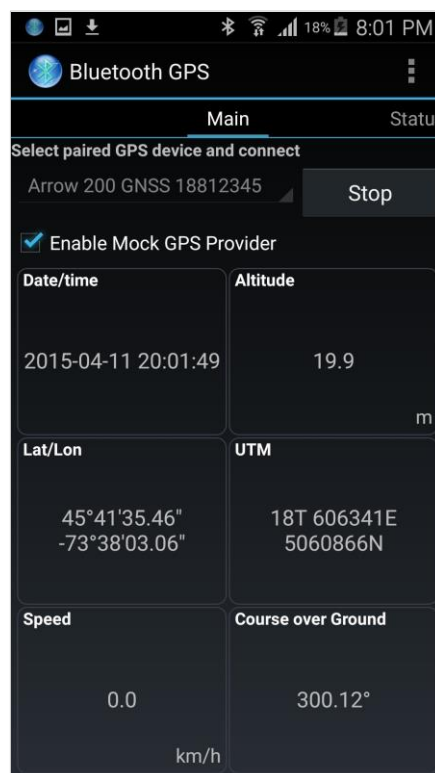 18% 8:01 PM
Bluetooth GPS
Main Statu
Select paired GPS device and connect
Arrow 200 GNSS 18812345 Stop
Enable Mock GPS Provider
Date/time Altitude
2015-04-11 20:01:49 19.9
m
Lat/Lon UTM
45°41'35.46" 18T 606341E
-73°38'03.06" 5060866N
Speed Course over Ground
0.0 300.12°
km/h